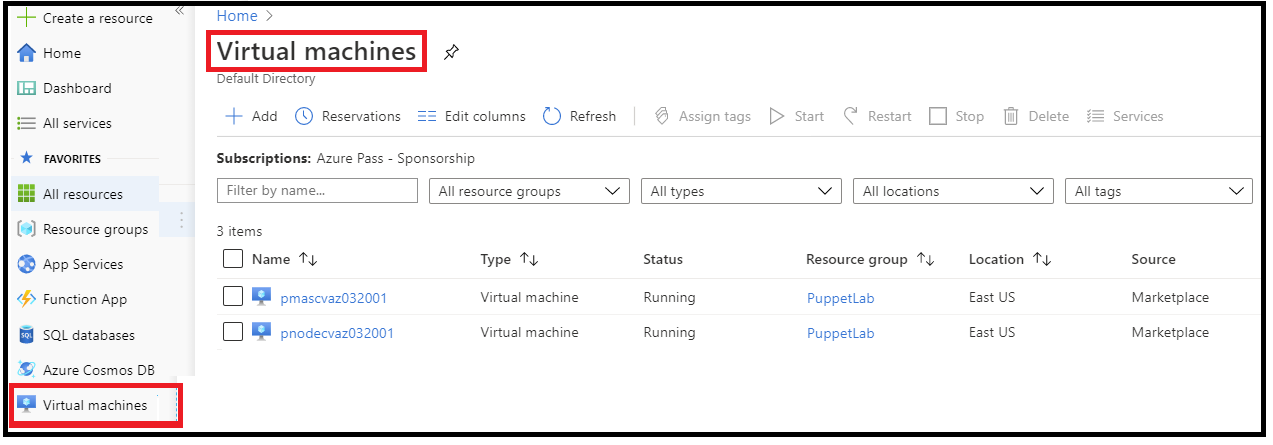 Create a resource
Home
Dashboard
All services
FAVORITES
All resources
Resource groups
App Services
Function App
SQL databases
Azure Cosmos DB
Virtual machines
Home >
Virtual machines
Default Directory
Add Reservations Edit columns Refresh Assign tags Start Restart Stop Delete Services
Subscriptions: Azure Pass - Sponsorship
Filter by name... All resource groups All types All locations All tags
3 items
Name Type Status Resource group Location Source
pmascvaz032001 Virtual machine Running PuppetLab East US Marketplace
pnodecvaz032001 Virtual machine Running PuppetLab East US Marketplace